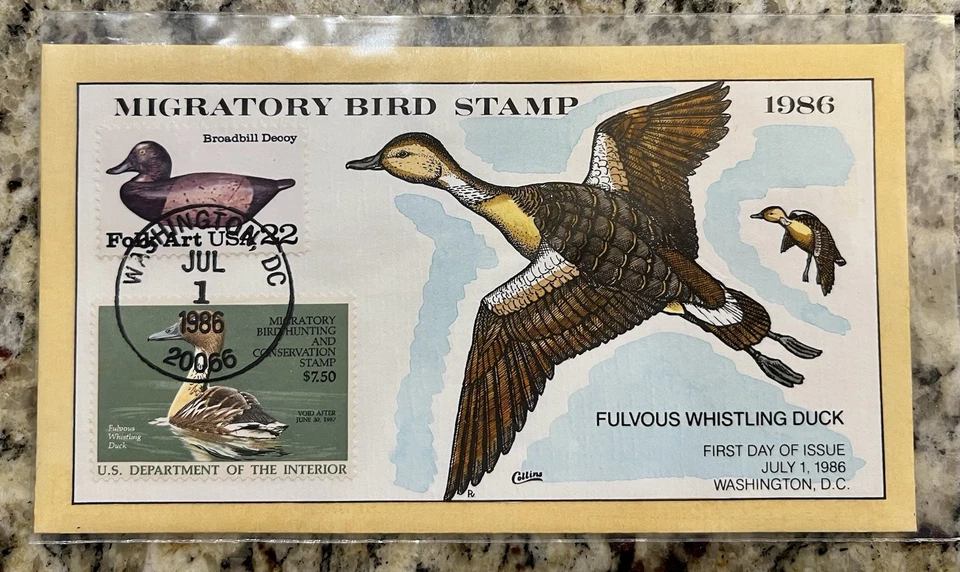 MIGRATORY BIRD STAMP 1986
Broadbill Decoy
Folk Art USA 22
WASHINGTON, DC
JUL
1
1986
20066
MIGRATORY
BIRD HUNTING
AND
CONSERVATION
STAMP
$7.50
VOID AFTER
JUNE 30, 1987
Fulvous
Whistling
Duck
U.S. DEPARTMENT OF THE INTERIOR
Collins
FULVOUS WHISTLING DUCK
FIRST DAY OF ISSUE
JULY 1, 1986
WASHINGTON, D.C.